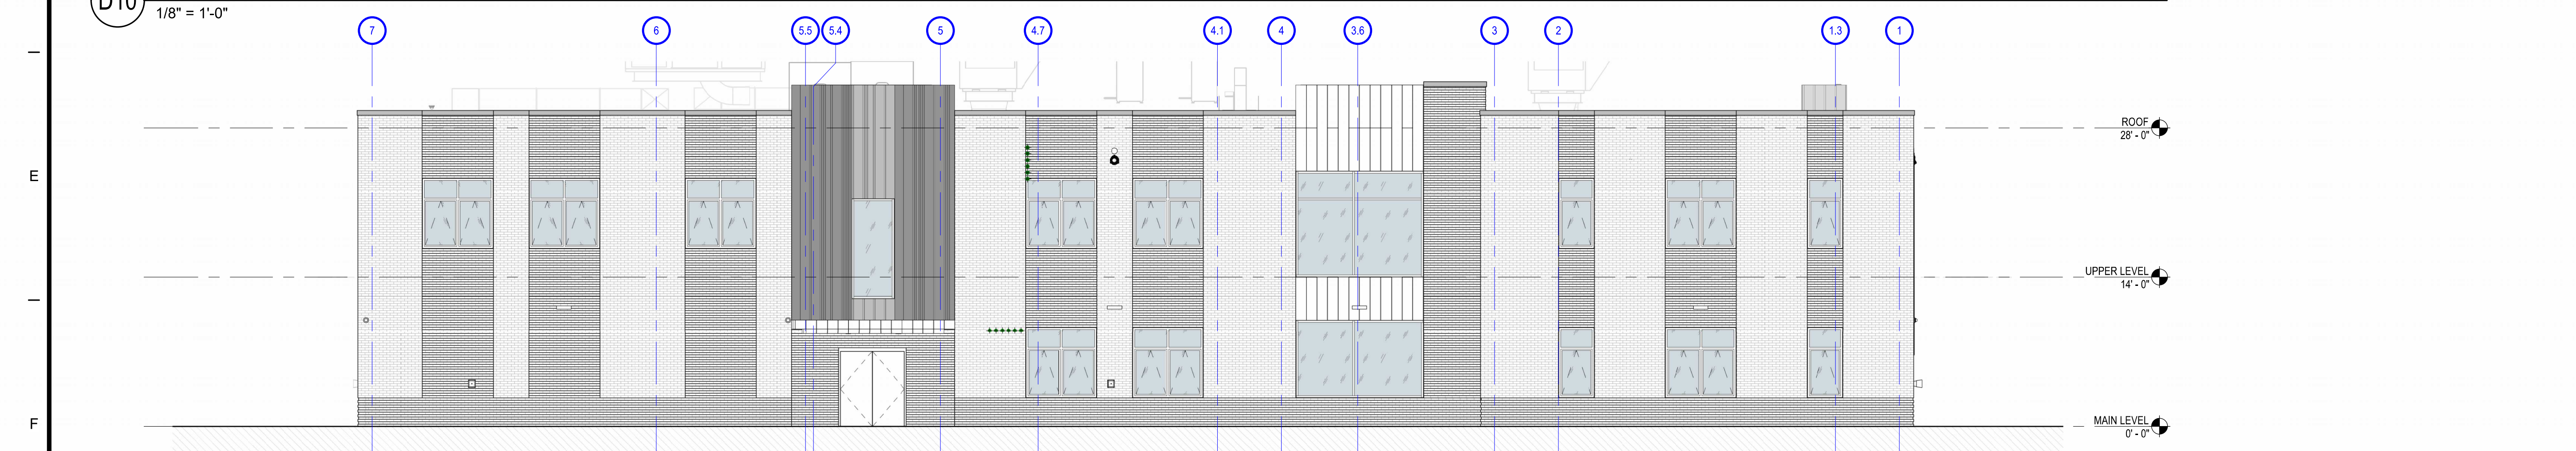 D10
1/8" = 1'-0"
7 6 5.5 5.4 5 4.7 4.1 4 3.6 3 2 1.3 1
ROOF
28' - 0"
E
UPPER LEVEL
14' - 0"
F
MAIN LEVEL
0' - 0"